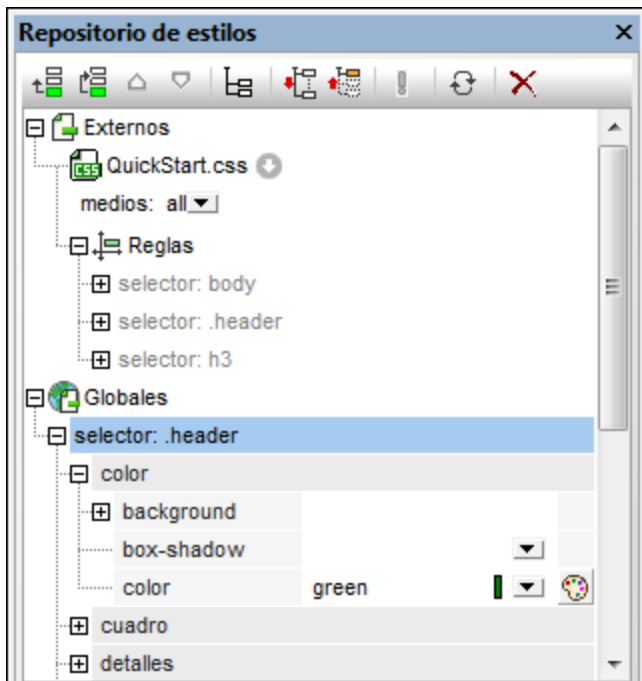 Repositorio de estilos
Externos
QuickStart.css
medios: all
Reglas
selector: body
selector: .header
selector: h3
Globales
selector: .header
color
background
box-shadow
color green
cuadro
detalles